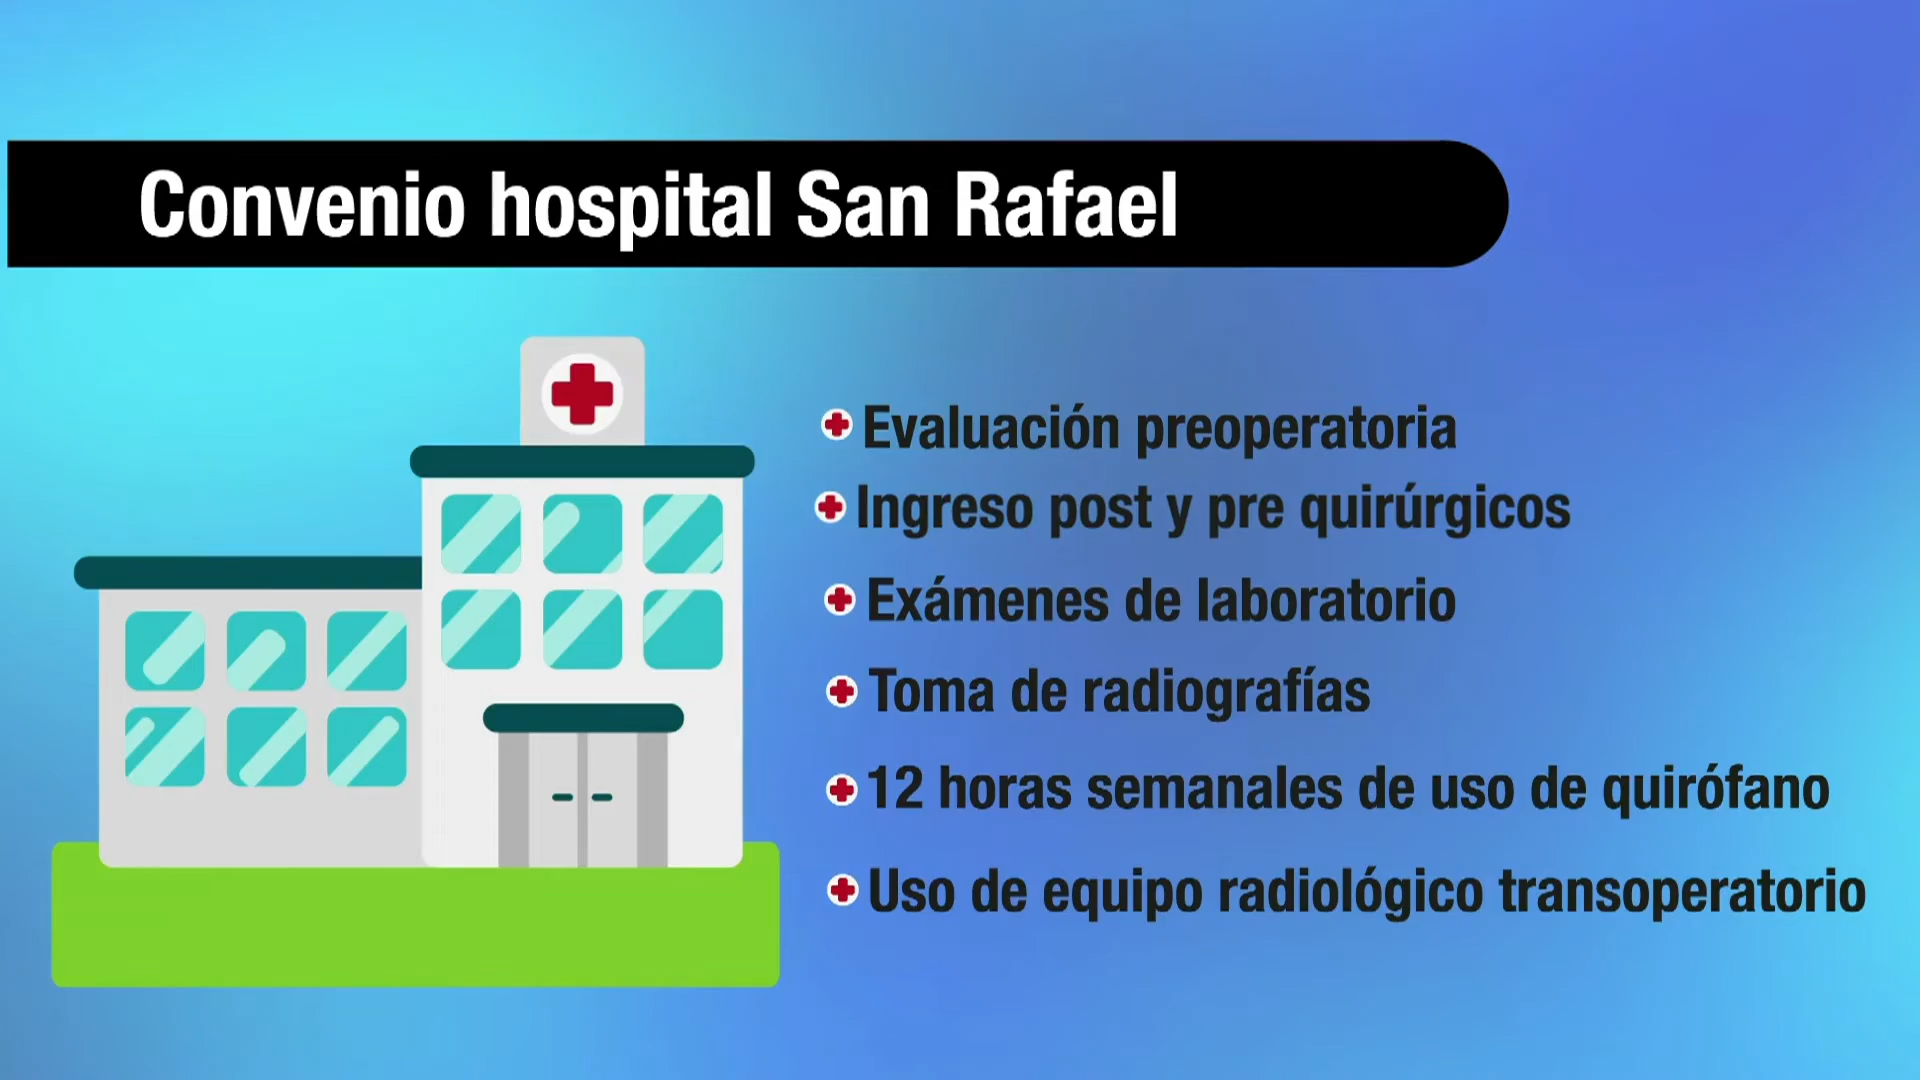 Convenio hospital San Rafael
Evaluación preoperatoria
Ingreso post y pre quirúrgicos
Exámenes de laboratorio
Toma de radiografías
12 horas semanales de uso de quirófano
Uso de equipo radiológico transoperatorio